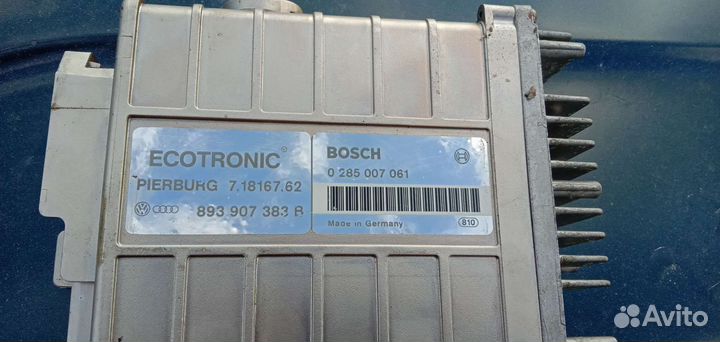 ECOTRONIC®
PIERBURG 7.18167.62
893 907 383 B
BOSCH
0 285 007 061
Made in Germany
810
Avito